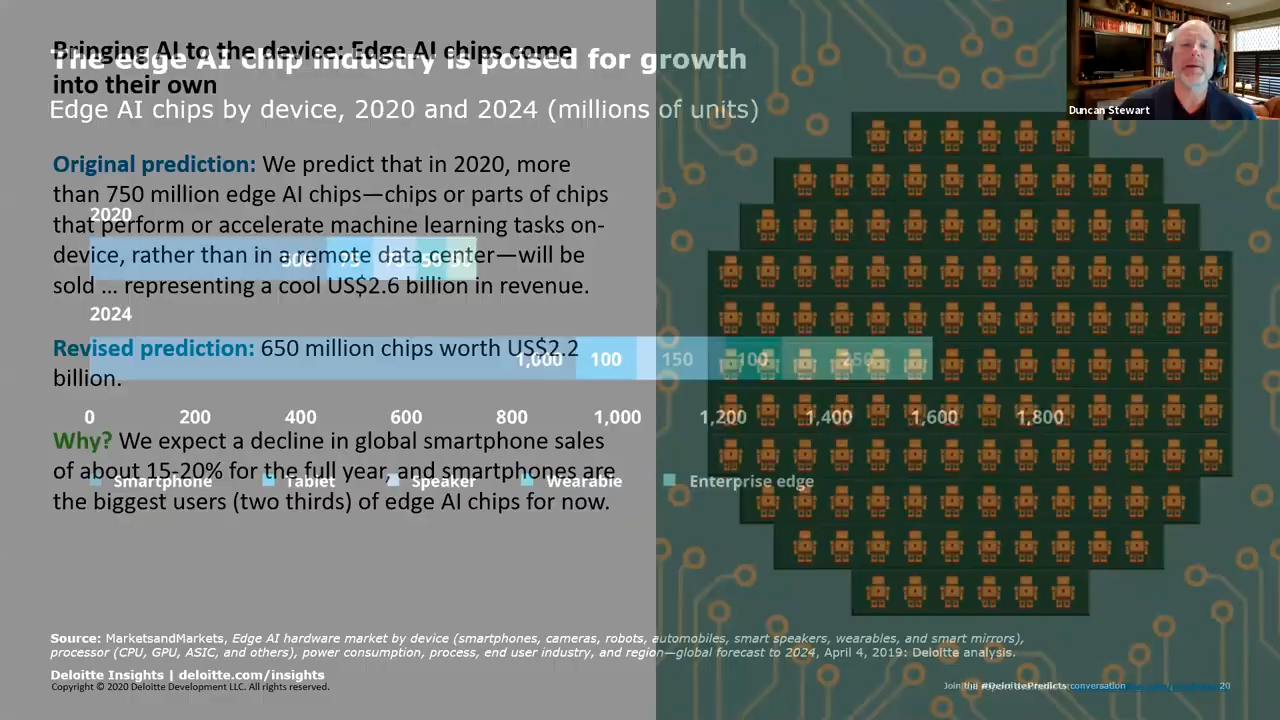 Bringing AI to the device: Edge AI chips come
into their own
The edge AI chip industry is poised for growth
Edge AI chips by device, 2020 and 2024 (millions of units)
Duncan Stewart
Original prediction: We predict that in 2020, more
than 750 million edge AI chips—chips or parts of chips
that perform or accelerate machine learning tasks on-
device, rather than in a remote data center—will be
sold ... representing a cool US$2.6 billion in revenue.
Revised prediction: 650 million chips worth US$2.2
billion.
Why? We expect a decline in global smartphone sales
of about 15-20% for the full year, and smartphones are
the biggest users (two thirds) of edge AI chips for now.
2020
2024
1,000 100 150 100 250
0 200 400 600 800 1,000 1,200 1,400 1,600 1,800
Smartphone Tablet Speaker Wearable Enterprise edge
Source: MarketsandMarkets, Edge AI hardware market by device (smartphones, cameras, robots, automobiles, smart speakers, wearables, and smart mirrors),
processor (CPU, GPU, ASIC, and others), power consumption, process, end user industry, and region—global forecast to 2024, April 4, 2019: Deloitte analysis.
Deloitte Insights | deloitte.com/insights
Copyright © 2020 Deloitte Development LLC. All rights reserved.
Join the #DeloittePredicts conversation
20